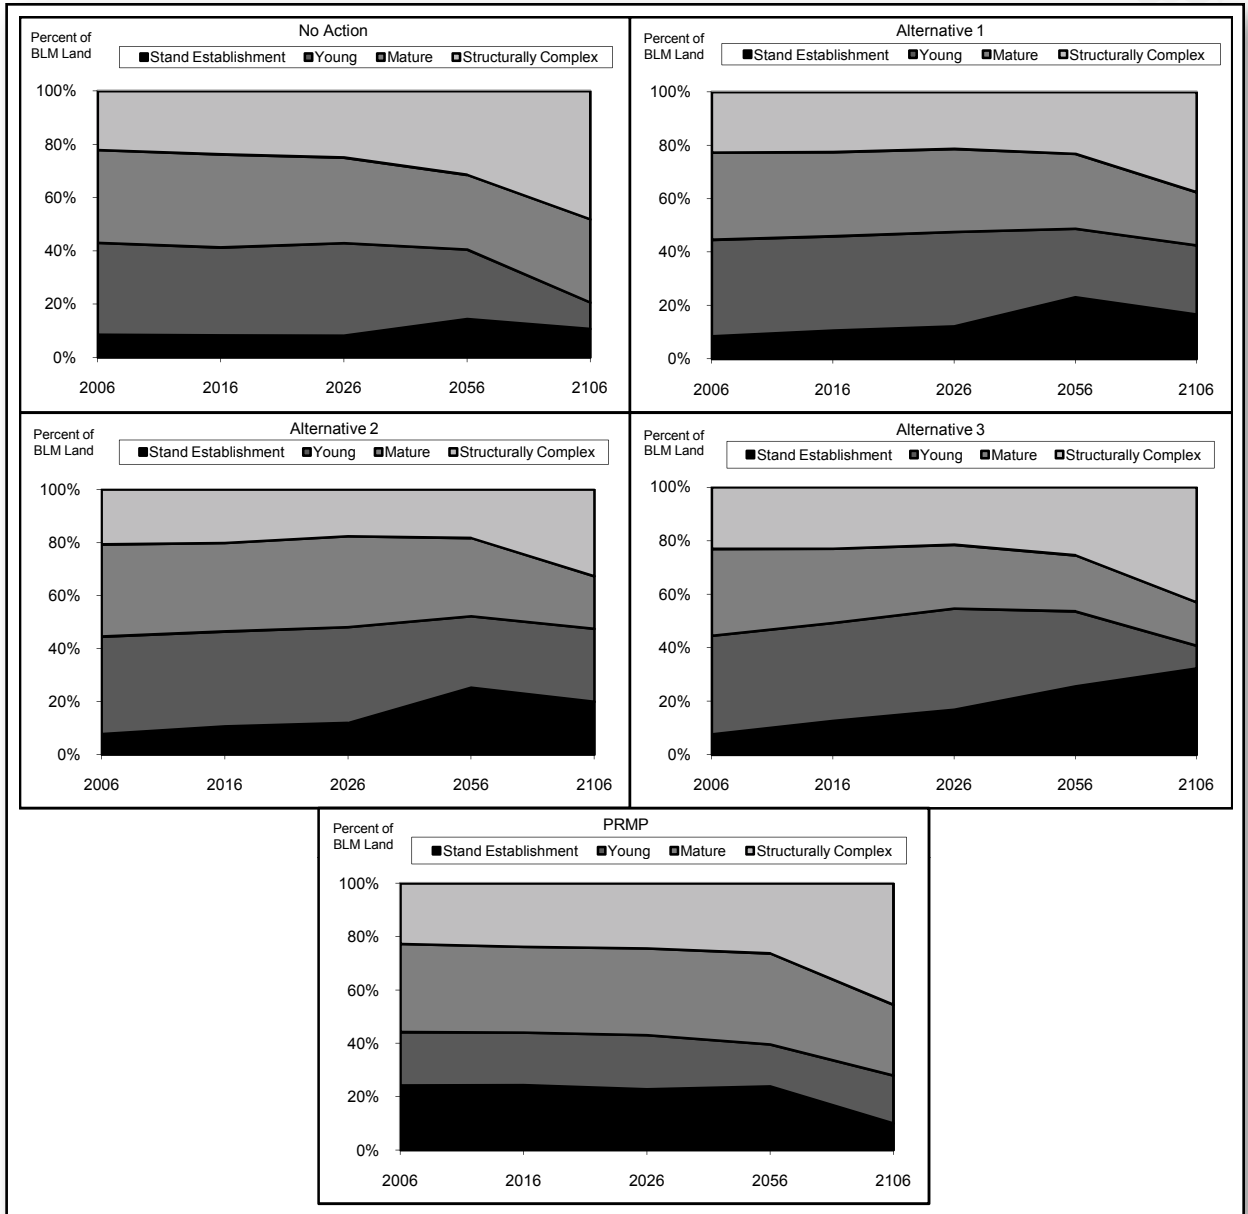 No Action
Percent of
BLM Land
Stand Establishment Young Mature Structurally Complex
100%
80%
60%
40%
20%
0%
2006 2016 2026 2056 2106
Alternative 1
Percent of
BLM Land
Stand Establishment Young Mature Structurally Complex
100%
80%
60%
40%
20%
0%
2006 2016 2026 2056 2106
Alternative 2
Percent of
BLM Land
Stand Establishment Young Mature Structurally Complex
100%
80%
60%
40%
20%
0%
2006 2016 2026 2056 2106
Alternative 3
Percent of
BLM Land
Stand Establishment Young Mature Structurally Complex
100%
80%
60%
40%
20%
0%
2006 2016 2026 2056 2106
PRMP
Percent of
BLM Land
Stand Establishment Young Mature Structurally Complex
100%
80%
60%
40%
20%
0%
2006 2016 2026 2056 2106